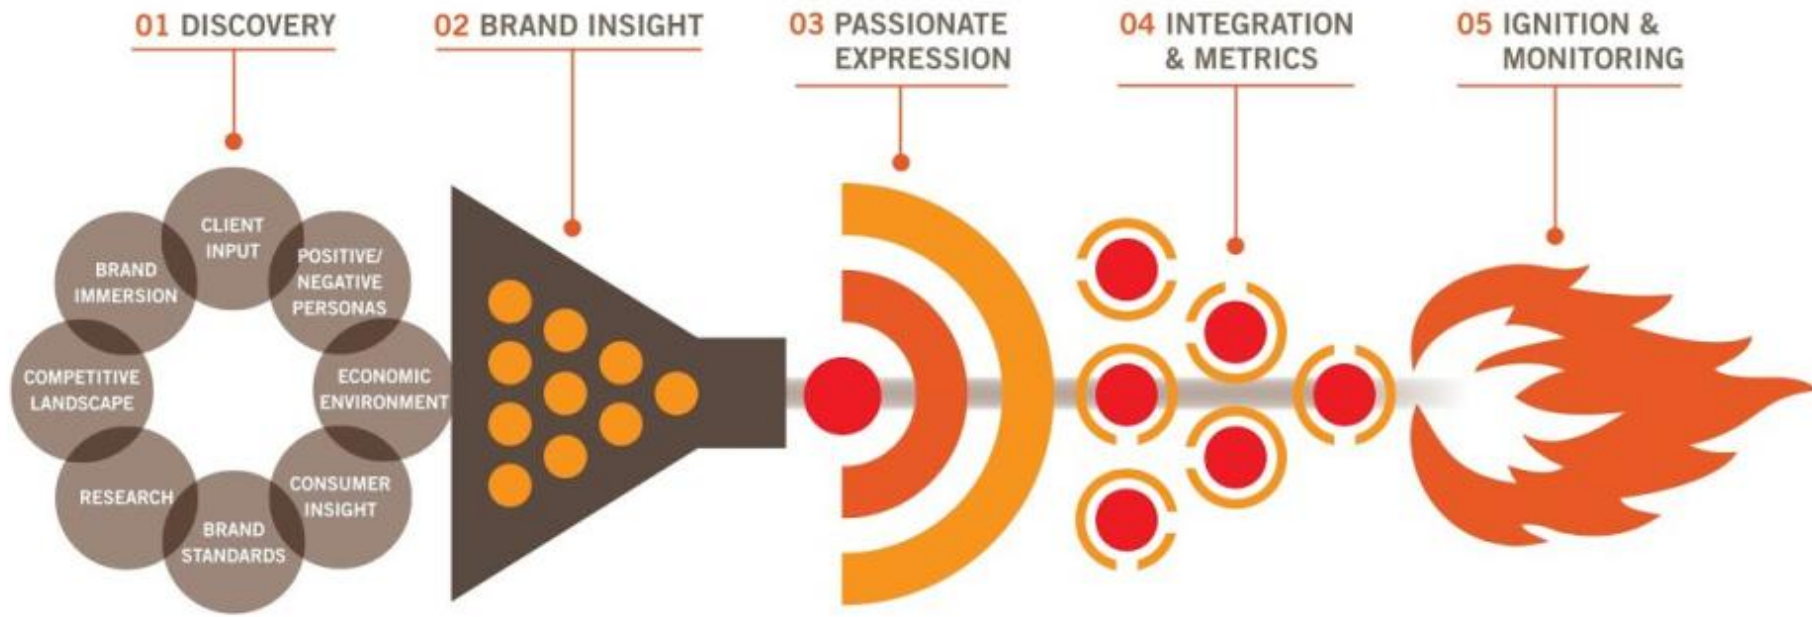 01 DISCOVERY
02 BRAND INSIGHT
03 PASSIONATE
EXPRESSION
04 INTEGRATION
& METRICS
05 IGNITION &
MONITORING
CLIENT
INPUT
POSITIVE/
NEGATIVE
PERSONAS
ECONOMIC
ENVIRONMENT
CONSUMER
INSIGHT
BRAND
STANDARDS
RESEARCH
COMPETITIVE
LANDSCAPE
BRAND
IMMERSION